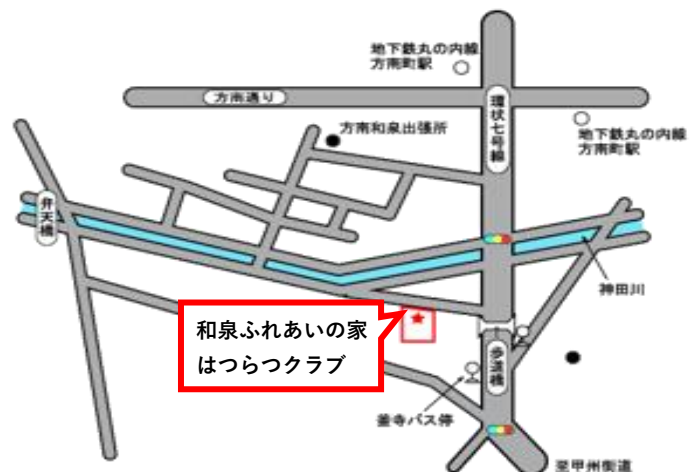 地下鉄丸の内線
方南町駅
方南通り
環状七号線
方南和泉出張所
地下鉄丸の内線
方南町駅
弁天橋
神田川
和泉ふれあいの家
はつらつクラブ
歩道橋
釜寺バス停
至甲州街道